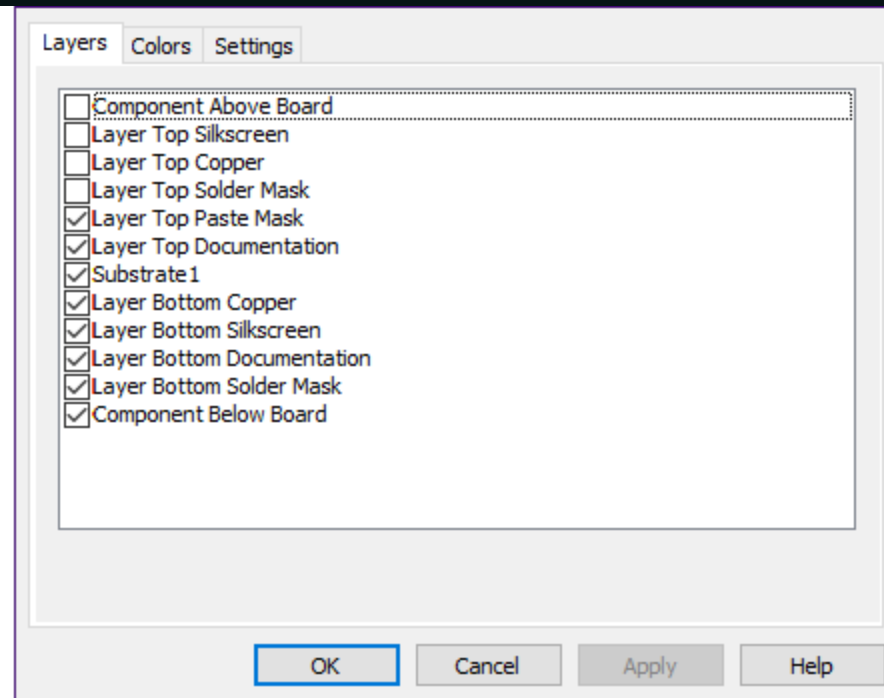 Layers Colors Settings
Component Above Board
Layer Top Silkscreen
Layer Top Copper
Layer Top Solder Mask
Layer Top Paste Mask
Layer Top Documentation
Substrate1
Layer Bottom Copper
Layer Bottom Silkscreen
Layer Bottom Documentation
Layer Bottom Solder Mask
Component Below Board
OK Cancel Apply Help